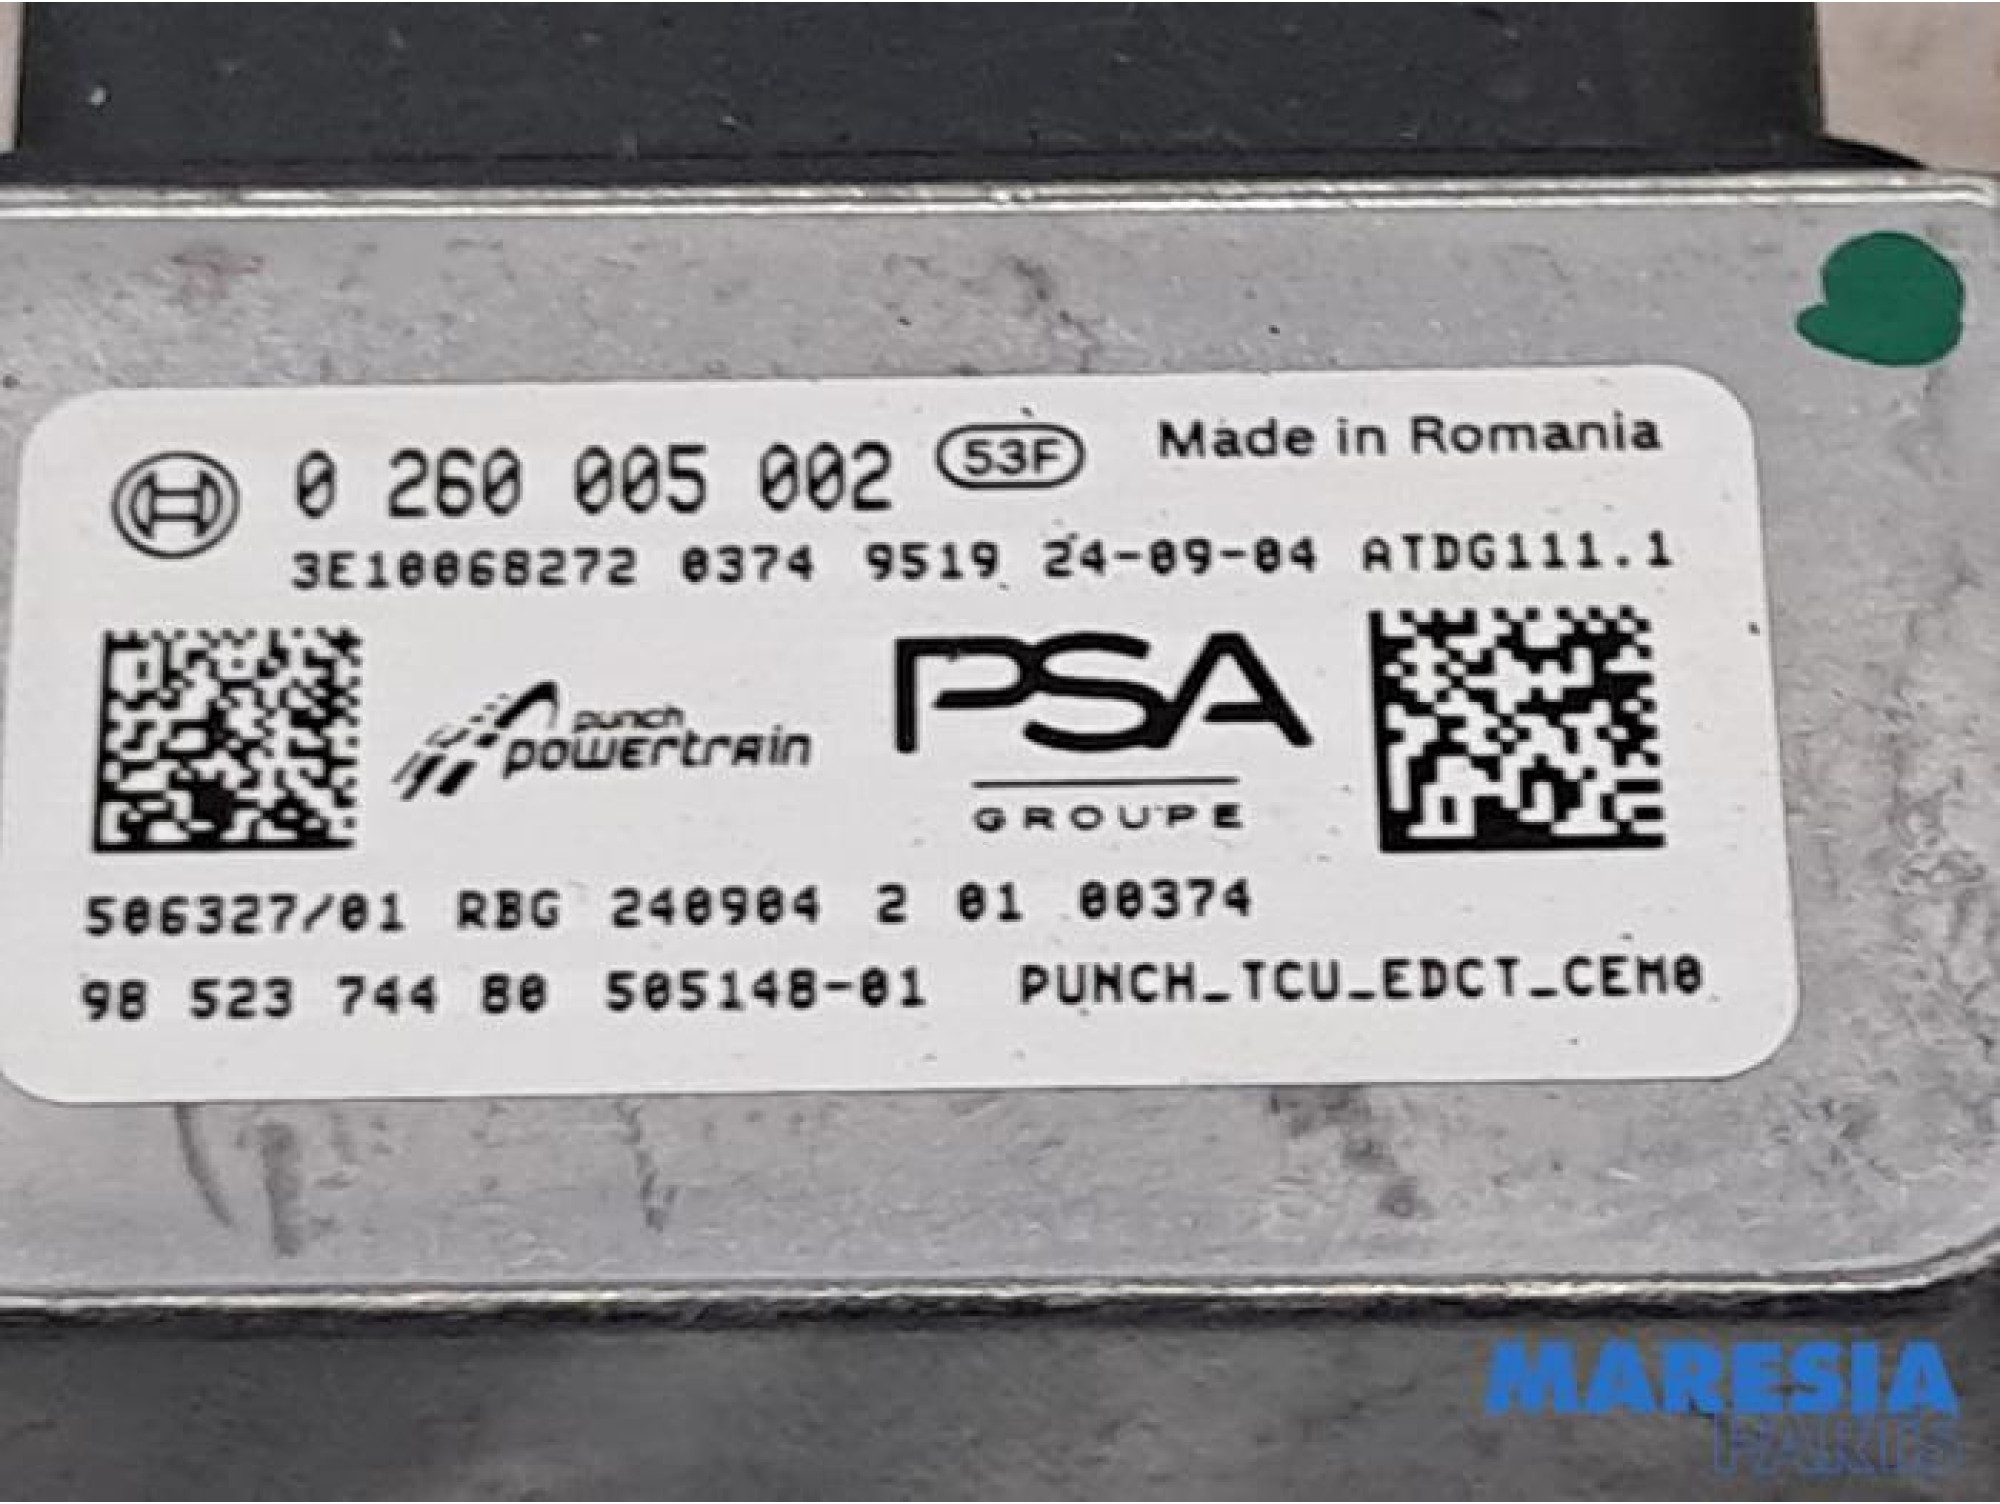 0 260 005 002 53F Made in Romania
3E10068272 0374 9519 24-09-04 ATDG111.1
punch
powertrain
PSA
GROUPE
506327/01 RBG 240904 2 01 00374
98 523 744 80 505148-01 PUNCH_TCU_EDCT_CEM0
MARESIA
PARTS